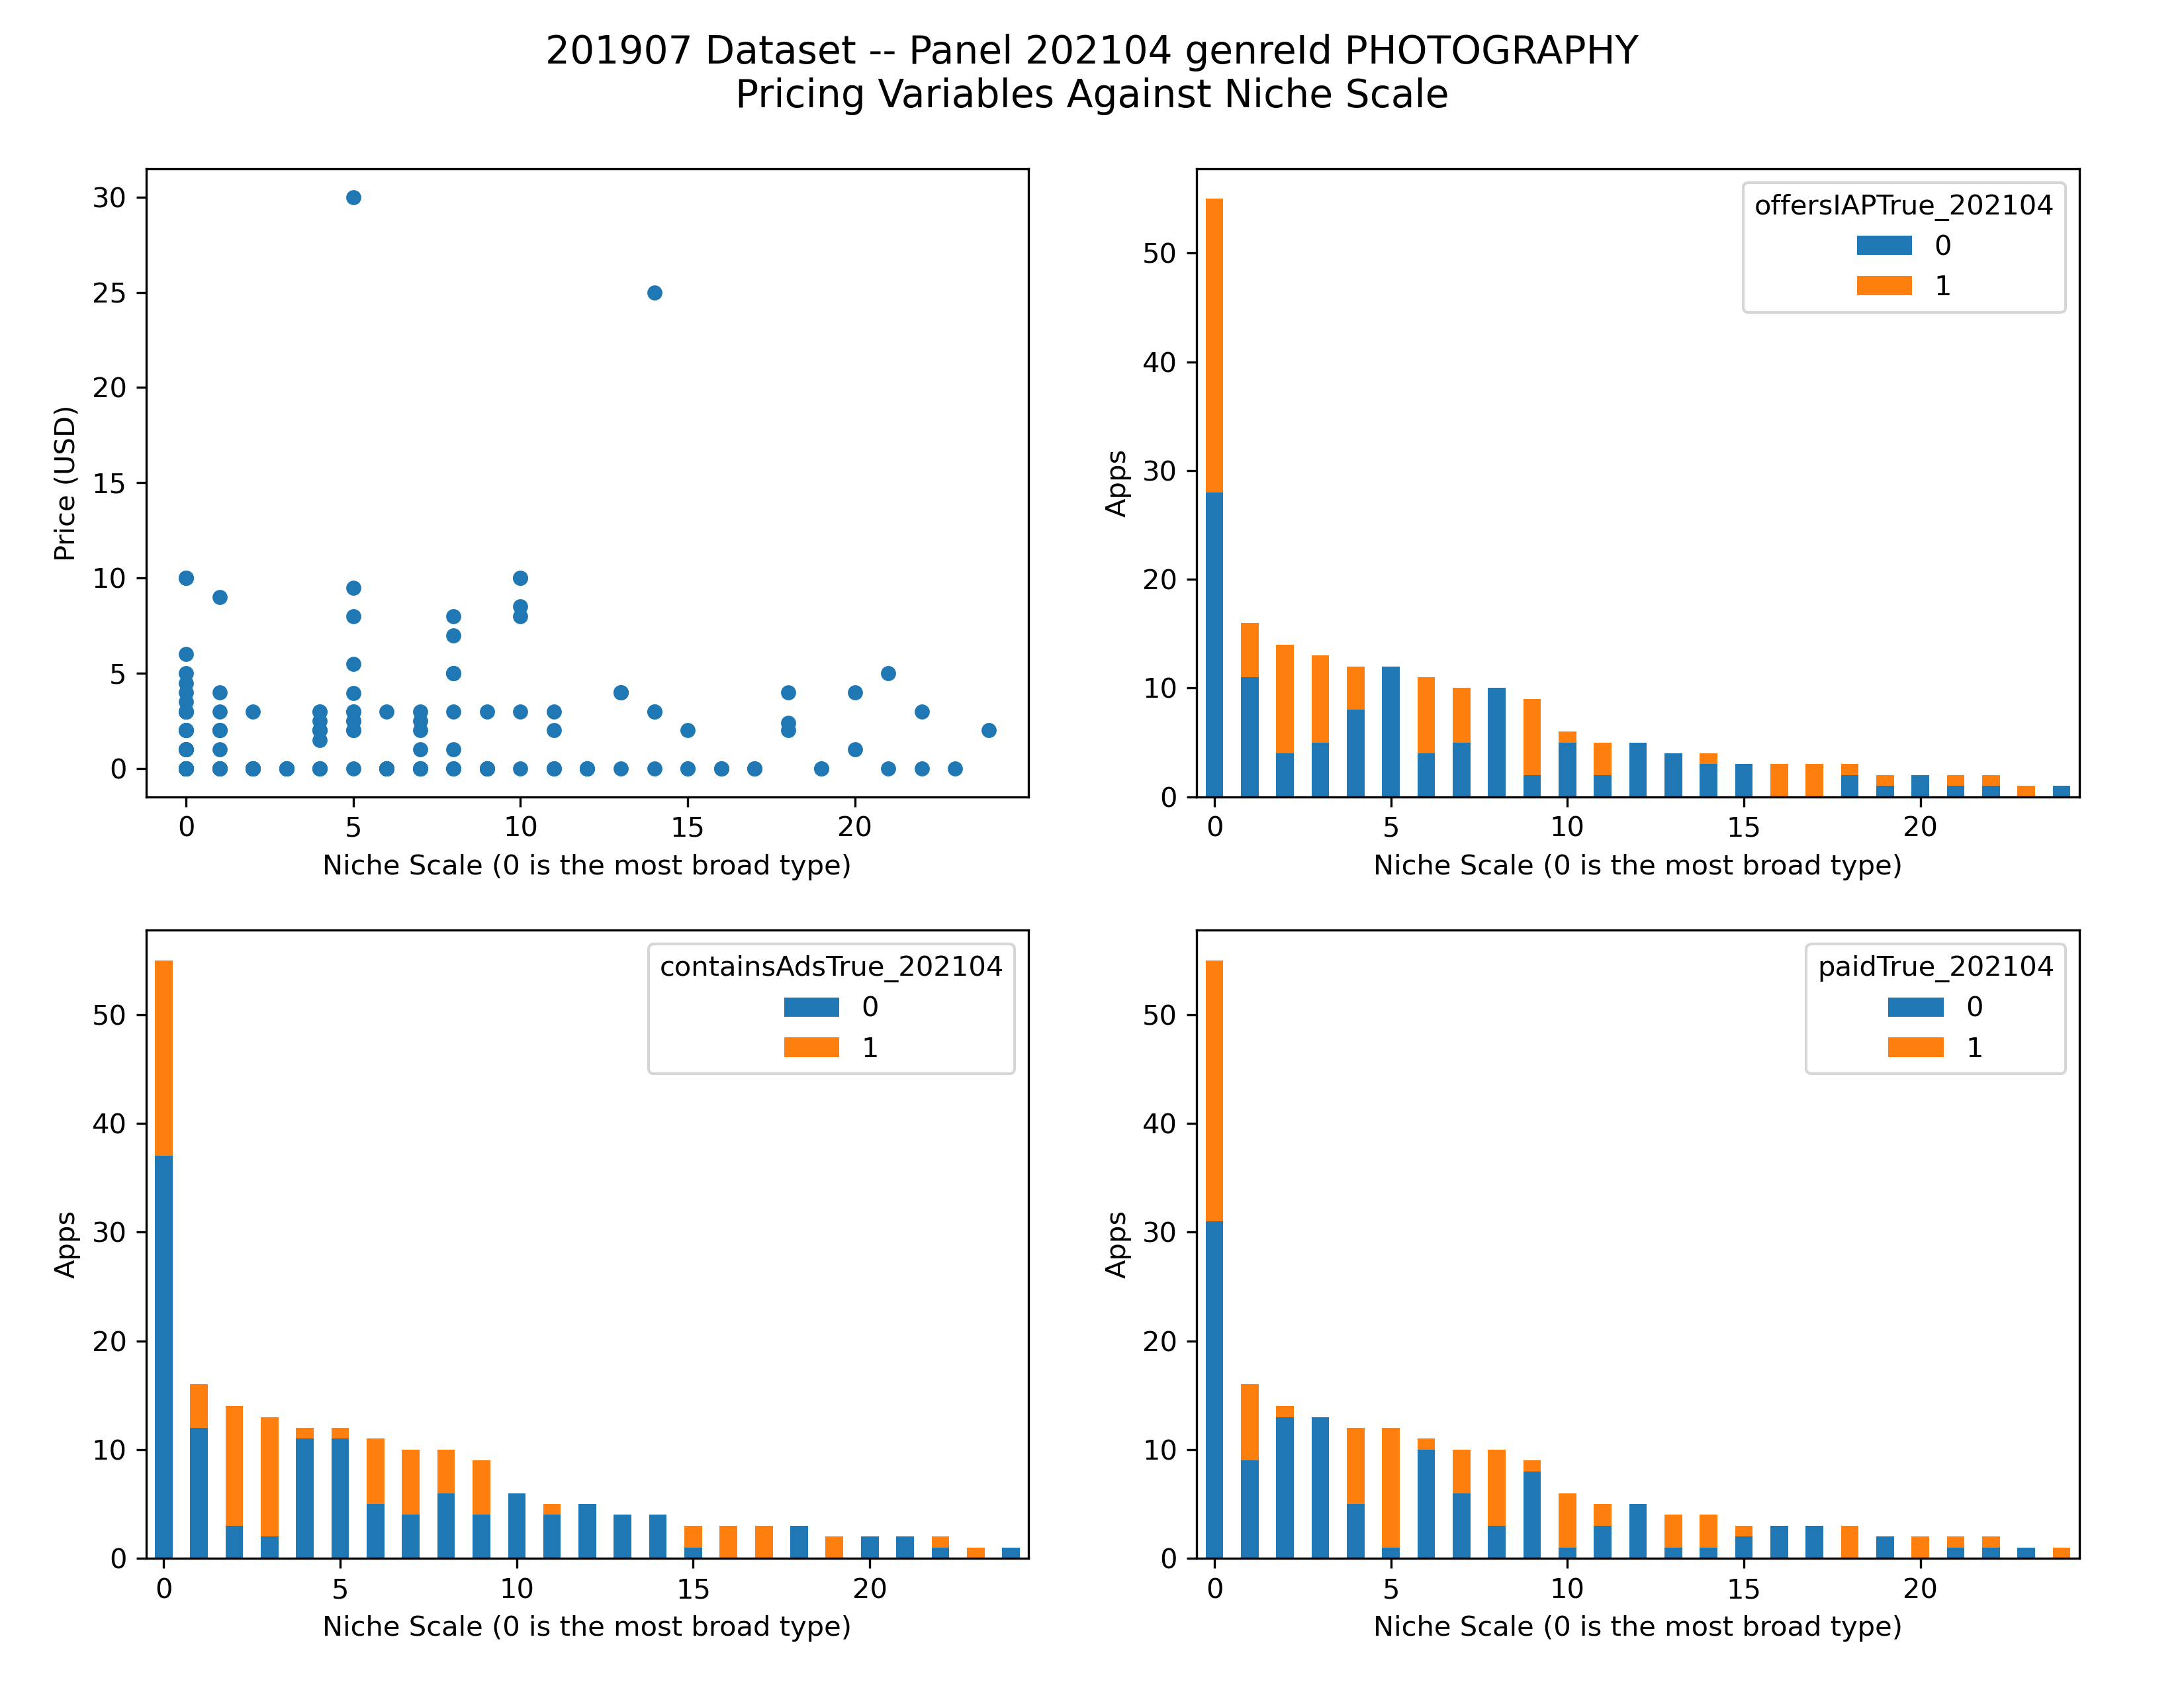 201907 Dataset -- Panel 202104 genreId PHOTOGRAPHY
Pricing Variables Against Niche Scale
30
25
20
15
10
5
0
Price (USD)
0 5 10 15 20
Niche Scale (0 is the most broad type)
offersIAPTrue_202104
0
1
50
40
30
20
10
0
Apps
0 5 10 15 20
Niche Scale (0 is the most broad type)
containsAdsTrue_202104
0
1
50
40
30
20
10
0
Apps
0 5 10 15 20
Niche Scale (0 is the most broad type)
paidTrue_202104
0
1
50
40
30
20
10
0
Apps
0 5 10 15 20
Niche Scale (0 is the most broad type)